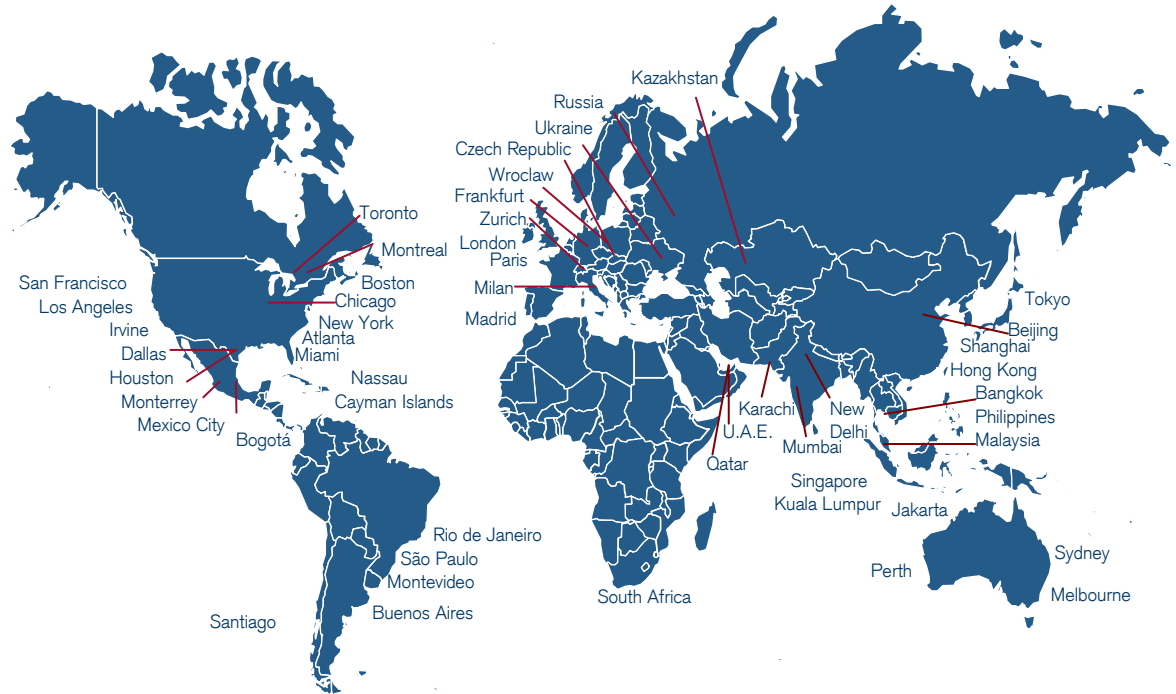 Kazakhstan
Russia
Ukraine
Czech Republic
Wroclaw
Frankfurt
Zurich
London
Paris
Milan
Madrid
Toronto
Montreal
Boston
Chicago
New York
Atlanta
Miami
San Francisco
Los Angeles
Irvine
Dallas
Houston
Monterrey
Mexico City
Nassau
Cayman Islands
Bogotá
Tokyo
Beijing
Shanghai
Hong Kong
Bangkok
Philippines
Malaysia
Karachi
New
Delhi
U.A.E.
Mumbai
Qatar
Singapore
Kuala Lumpur
Jakarta
Rio de Janeiro
São Paulo
Montevideo
Buenos Aires
Santiago
South Africa
Perth
Sydney
Melbourne